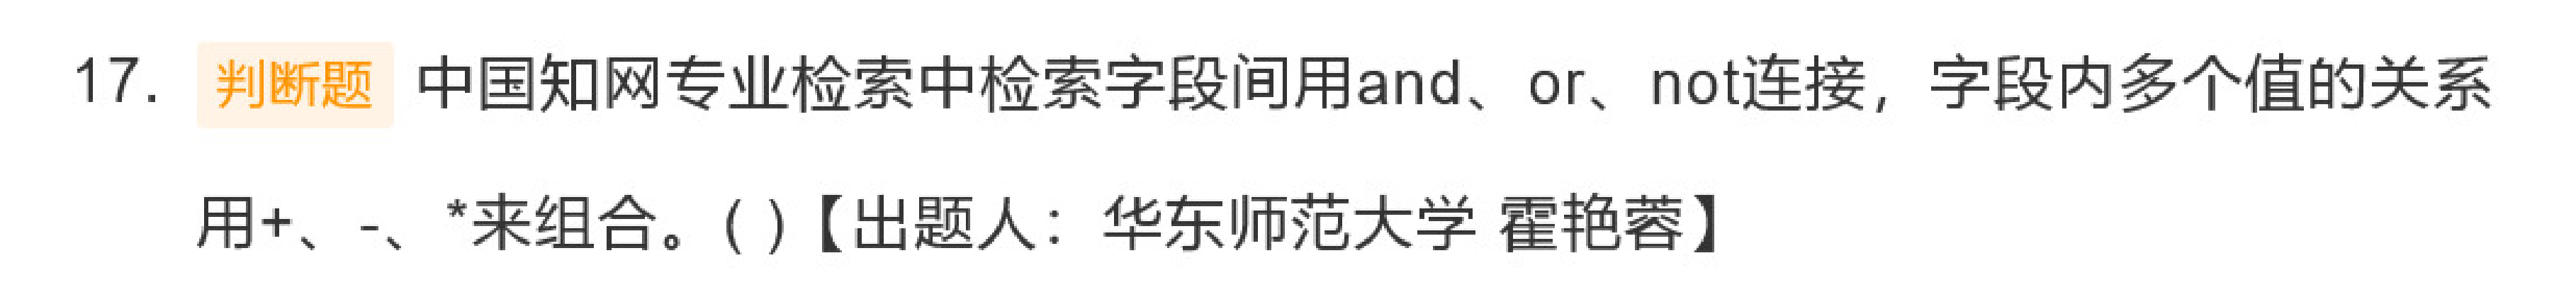 17. 判断题 中国知网专业检索中检索字段间用and、or、not连接，字段内多个值的关系
用+、-、*来组合。( )【出题人：华东师范大学 霍艳蓉】